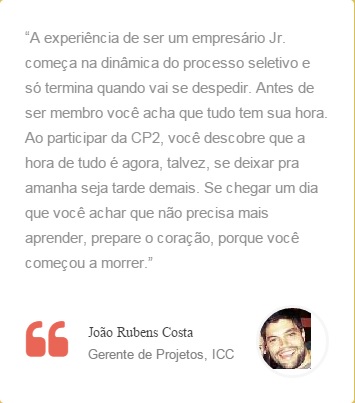 “A experiência de ser um empresário Jr.
começa na dinâmica do processo seletivo e
só termina quando vai se despedir. Antes de
ser membro você acha que tudo tem sua hora.
Ao participar da CP2, você descobre que a
hora de tudo é agora, talvez, se deixar pra
amanha seja tarde demais. Se chegar um dia
que você achar que não precisa mais
aprender, prepare o coração, porque você
começou a morrer.”
João Rubens Costa
Gerente de Projetos, ICC